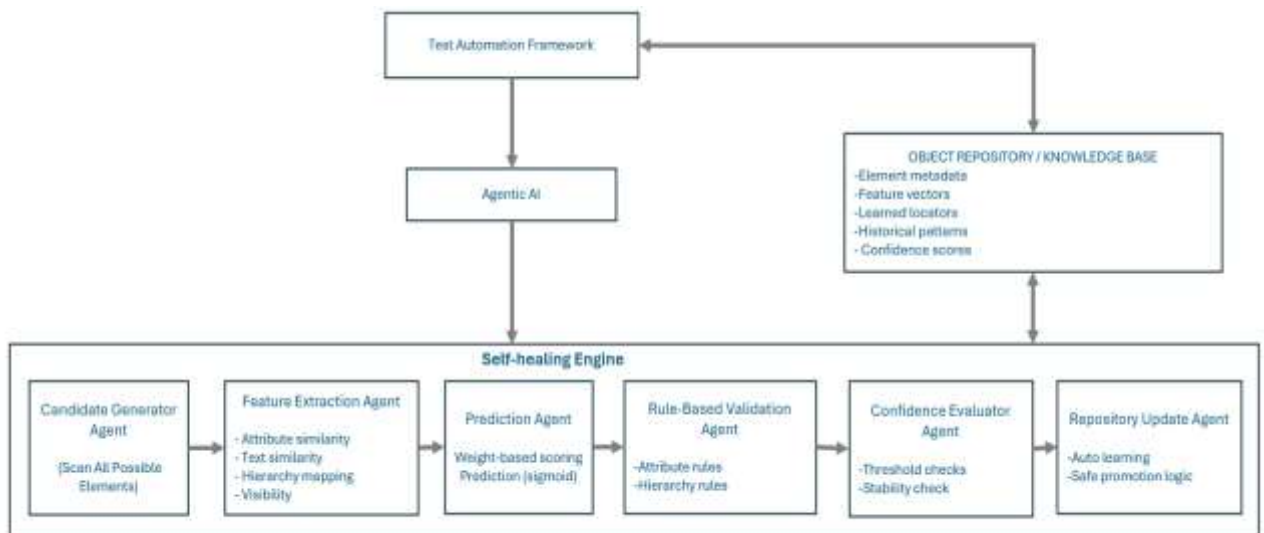 Test Automation Framework
Agentic AI
OBJECT REPOSITORY / KNOWLEDGE BASE
-Element metadata
-Feature vectors
-Learned locators
-Historical patterns
- Confidence scores
Self-healing Engine
Candidate Generator
Agent
(Scan All Possible
Elements)
Feature Extraction Agent
- Attribute similarity
- Text similarity
- Hierarchy mapping
- Visibility
Prediction Agent
Weight-based scoring
Prediction (sigmoid)
Rule-Based Validation
Agent
-Attribute rules
-Hierarchy rules
Confidence Evaluator
Agent
-Threshold checks
-Stability check
Repository Update Agent
-Auto learning
-Safe promotion logic